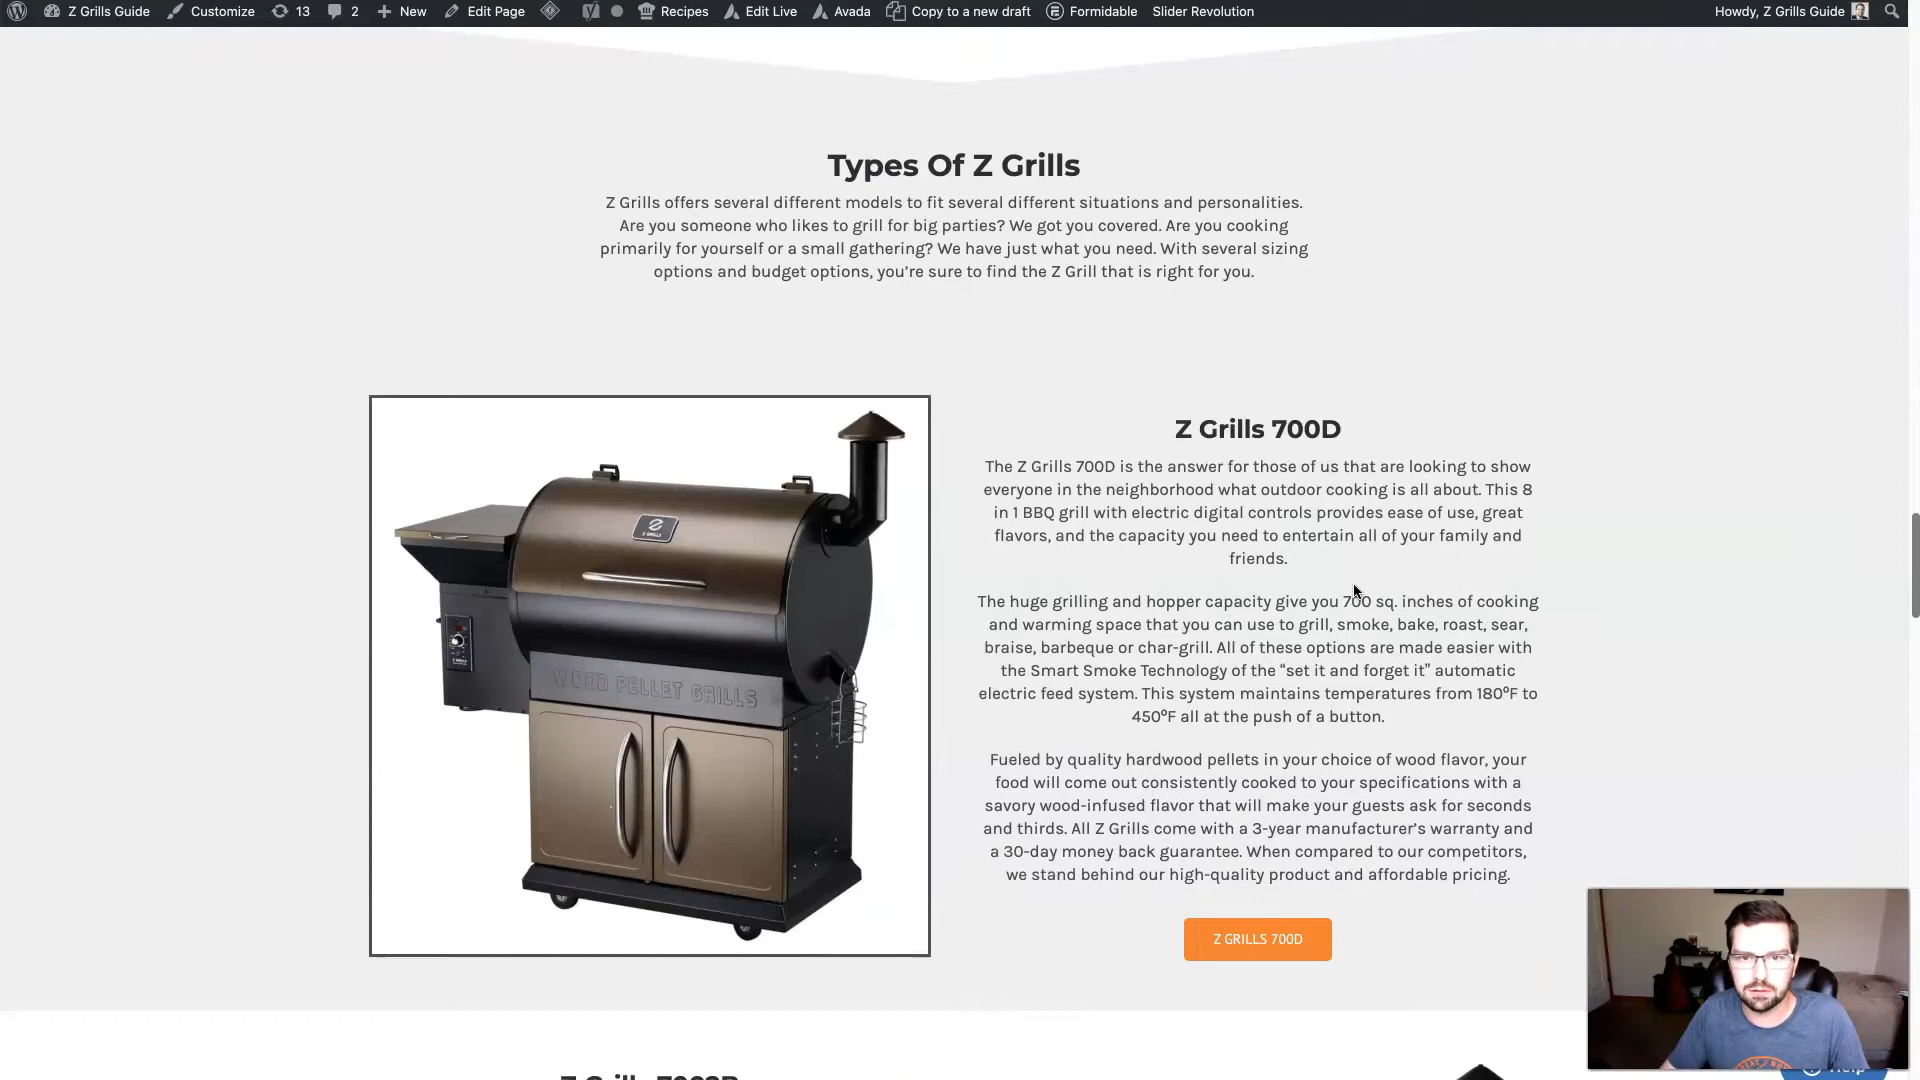 Z Grills Guide Customize 13 2 New Edit Page Recipes Edit Live Avada Copy to a new draft Formidable Slider Revolution Howdy, Z Grills Guide
Types Of Z Grills
Z Grills offers several different models to fit several different situations and personalities.
Are you someone who likes to grill for big parties? We got you covered. Are you cooking
primarily for yourself or a small gathering? We have just what you need. With several sizing
options and budget options, you’re sure to find the Z Grill that is right for you.
Z GRILLS
WOOD PELLET GRILLS
Z Grills 700D
The Z Grills 700D is the answer for those of us that are looking to show
everyone in the neighborhood what outdoor cooking is all about. This 8
in 1 BBQ grill with electric digital controls provides ease of use, great
flavors, and the capacity you need to entertain all of your family and
friends.
The huge grilling and hopper capacity give you 700 sq. inches of cooking
and warming space that you can use to grill, smoke, bake, roast, sear,
braise, barbeque or char-grill. All of these options are made easier with
the Smart Smoke Technology of the “set it and forget it” automatic
electric feed system. This system maintains temperatures from 180ºF to
450ºF all at the push of a button.
Fueled by quality hardwood pellets in your choice of wood flavor, your
food will come out consistently cooked to your specifications with a
savory wood-infused flavor that will make your guests ask for seconds
and thirds. All Z Grills come with a 3-year manufacturer’s warranty and
a 30-day money back guarantee. When compared to our competitors,
we stand behind our high-quality product and affordable pricing.
Z GRILLS 700D
Help